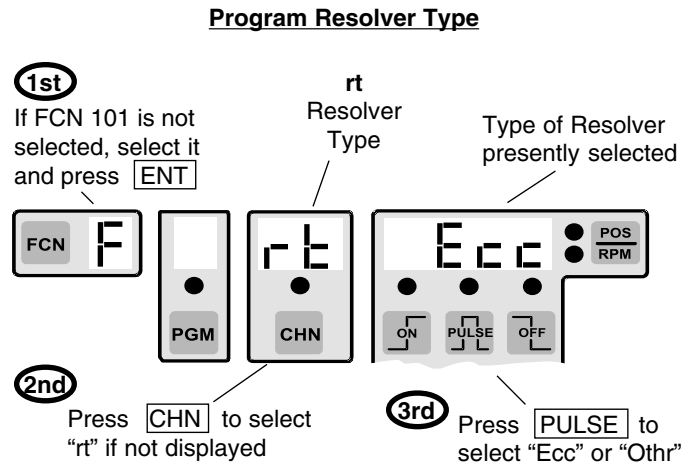 Program Resolver Type
1st
If FCN 101 is not
selected, select it
and press ENT
rt
Resolver
Type
Type of Resolver
presently selected
FCN F
rt
Ecc
POS
RPM
PGM
CHN
ON
PULSE
OFF
2nd
Press CHN to select
“rt” if not displayed
3rd
Press PULSE to
select “Ecc” or “Othr”